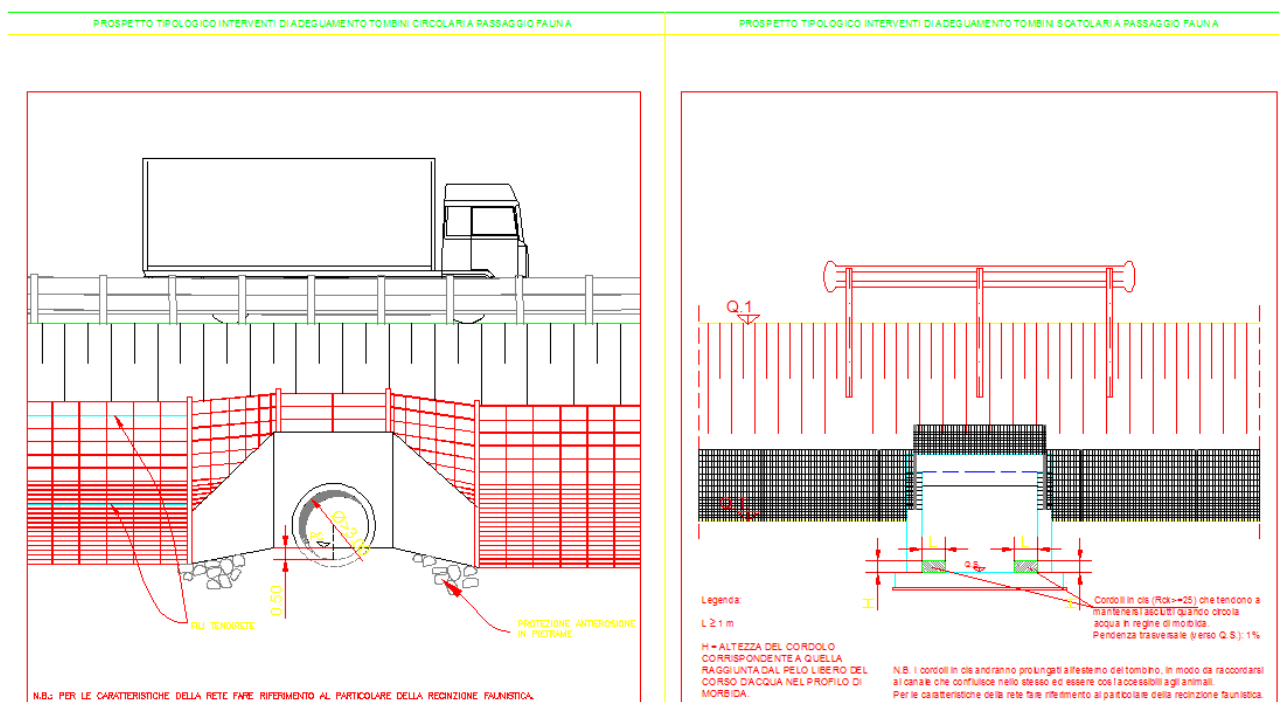 PROSPETTO TIPOLOGICO INTERVENTI DI ADEGUAMENTO TOMBINI CIRCOLARI A PASSAGGIO FAUNA
PROSPETTO TIPOLOGICO INTERVENTI DI ADEGUAMENTO TOMBINI SCATOLARI A PASSAGGIO FAUNA
Ø>3.00
0.50
FILI TENDIRETE
PROTEZIONE ANTIEROSIONE
IN PIETRAME
N.B.: PER LE CARATTERISTICHE DELLA RETE FARE RIFERIMENTO AL PARTICOLARE DELLA RECINZIONE FAUNISTICA.
Q.1
Q.1
L
L
Q.S.
H
H
Legenda:
L ≥ 1 m
H = ALTEZZA DEL CORDOLO
CORRISPONDENTE A QUELLA
RAGGIUNTA DAL PELO LIBERO DEL
CORSO D'ACQUA NEL PROFILO DI
MORBIDA.
Cordoli in cls (Rck>=25) che tendono a
mantenersi asciutti quando circola
acqua in regine di morbida.
Pendenza trasversale (verso Q.S.): 1%
N.B. I cordoli in cls andranno prolungati all'esterno del tombino, in modo da raccordarsi
al canale che confluisce nello stesso ed essere così accessibili agli animali.
Per le caratteristiche della rete fare riferimento al particolare della recinzione faunistica.